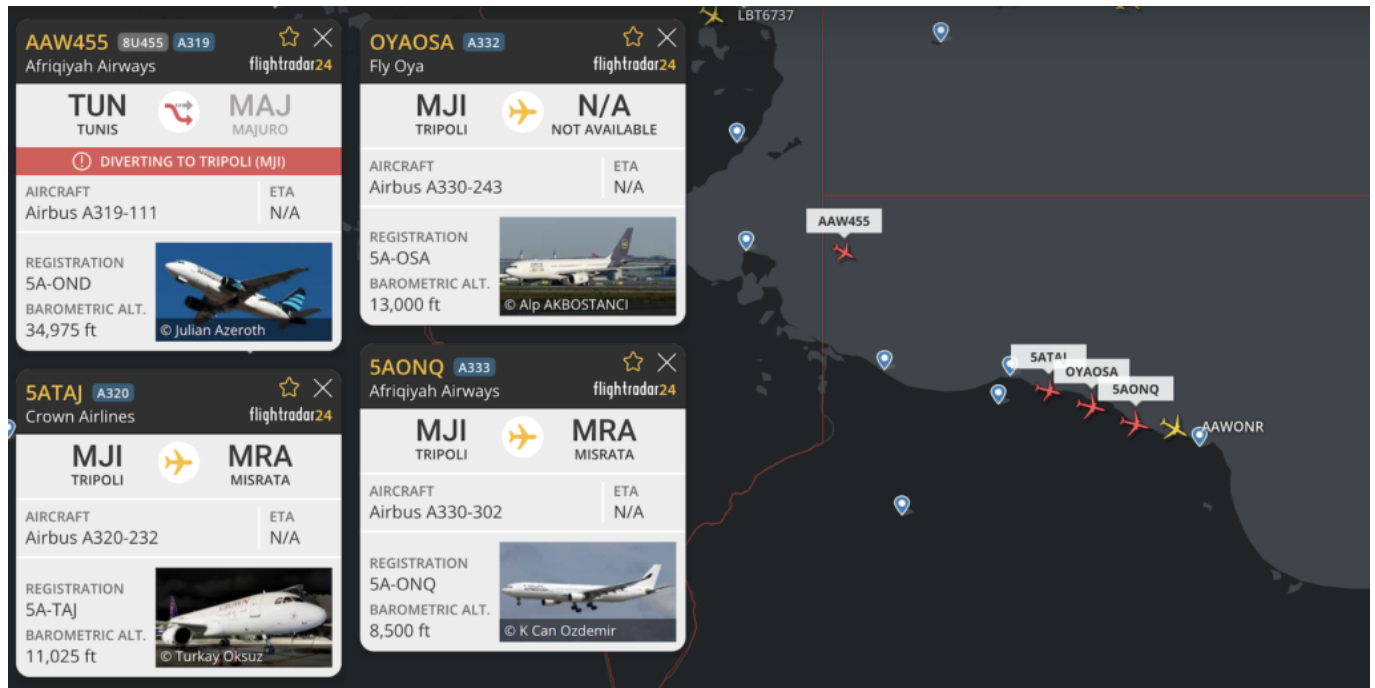 AAW455 8U455 A319
Afriqiyah Airways flightradar24
TUN MAJ
TUNIS MAJURO
DIVERTING TO TRIPOLI (MJI)
AIRCRAFT ETA
Airbus A319-111 N/A
REGISTRATION
5A-OND
BAROMETRIC ALT.
34,975 ft
© Julian Azeroth
OYAOSA A332
Fly Oya flightradar24
MJI N/A
TRIPOLI NOT AVAILABLE
AIRCRAFT ETA
Airbus A330-243 N/A
REGISTRATION
5A-OSA
BAROMETRIC ALT.
13,000 ft
© Alp AKBOSTANCI
5ATAJ A320
Crown Airlines flightradar24
MJI MRA
TRIPOLI MISRATA
AIRCRAFT ETA
Airbus A320-232 N/A
REGISTRATION
5A-TAJ
BAROMETRIC ALT.
11,025 ft
© Turkay Oksuz
5AONQ A333
Afriqiyah Airways flightradar24
MJI MRA
TRIPOLI MISRATA
AIRCRAFT ETA
Airbus A330-302 N/A
REGISTRATION
5A-ONQ
BAROMETRIC ALT.
8,500 ft
© K Can Ozdemir
LBT6737
AAW455
5ATAJ
OYAOSA
5AONQ
AAWONR